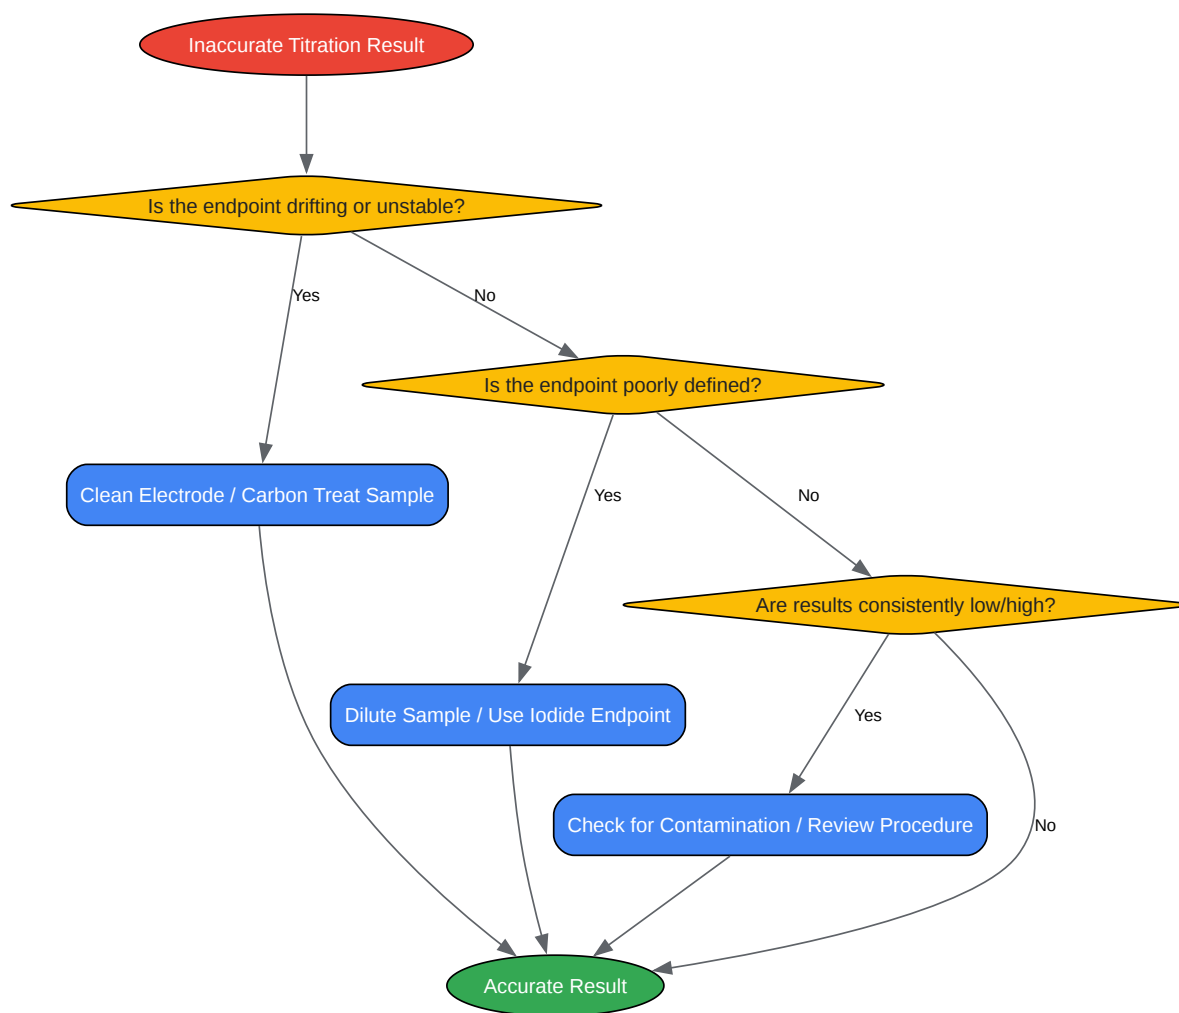 Inaccurate Titration Result
Is the endpoint drifting or unstable?
Yes
No
Is the endpoint poorly defined?
Clean Electrode / Carbon Treat Sample
Yes
No
Are results consistently low/high?
Dilute Sample / Use Iodide Endpoint
Yes
Check for Contamination / Review Procedure
No
Accurate Result